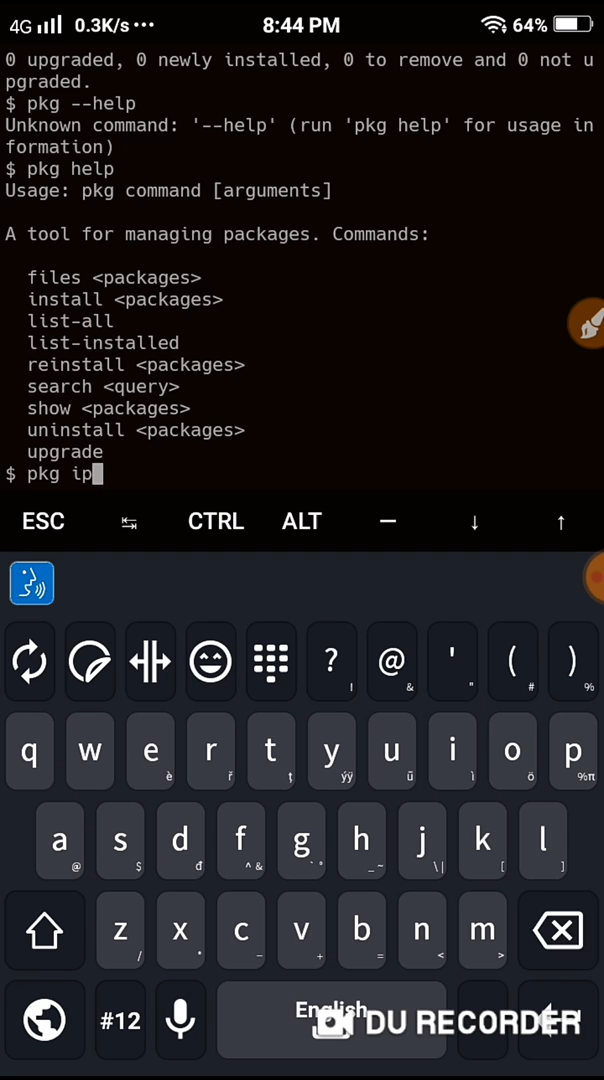 4G 0.3K/s ··· 8:44 PM 64%
0 upgraded, 0 newly installed, 0 to remove and 0 not u
pgraded.
$ pkg --help
Unknown command: '--help' (run 'pkg help' for usage in
formation)
$ pkg help
Usage: pkg command [arguments]
A tool for managing packages. Commands:
files <packages>
install <packages>
list-all
list-installed
reinstall <packages>
search <query>
show <packages>
uninstall <packages>
upgrade
$ pkg ip
ESC ↹ CTRL ALT — ↓ ↑
? ! @ & ' " ( # ) %
q w e è r ř t ţ y ýÿ u ū i ì o ö p %π
a @ s $ d đ f ^ & g ` ° h _ ~ j \ | k [ l ]
z / x * c – v + b = n < m >
#12 English
DU RECORDER